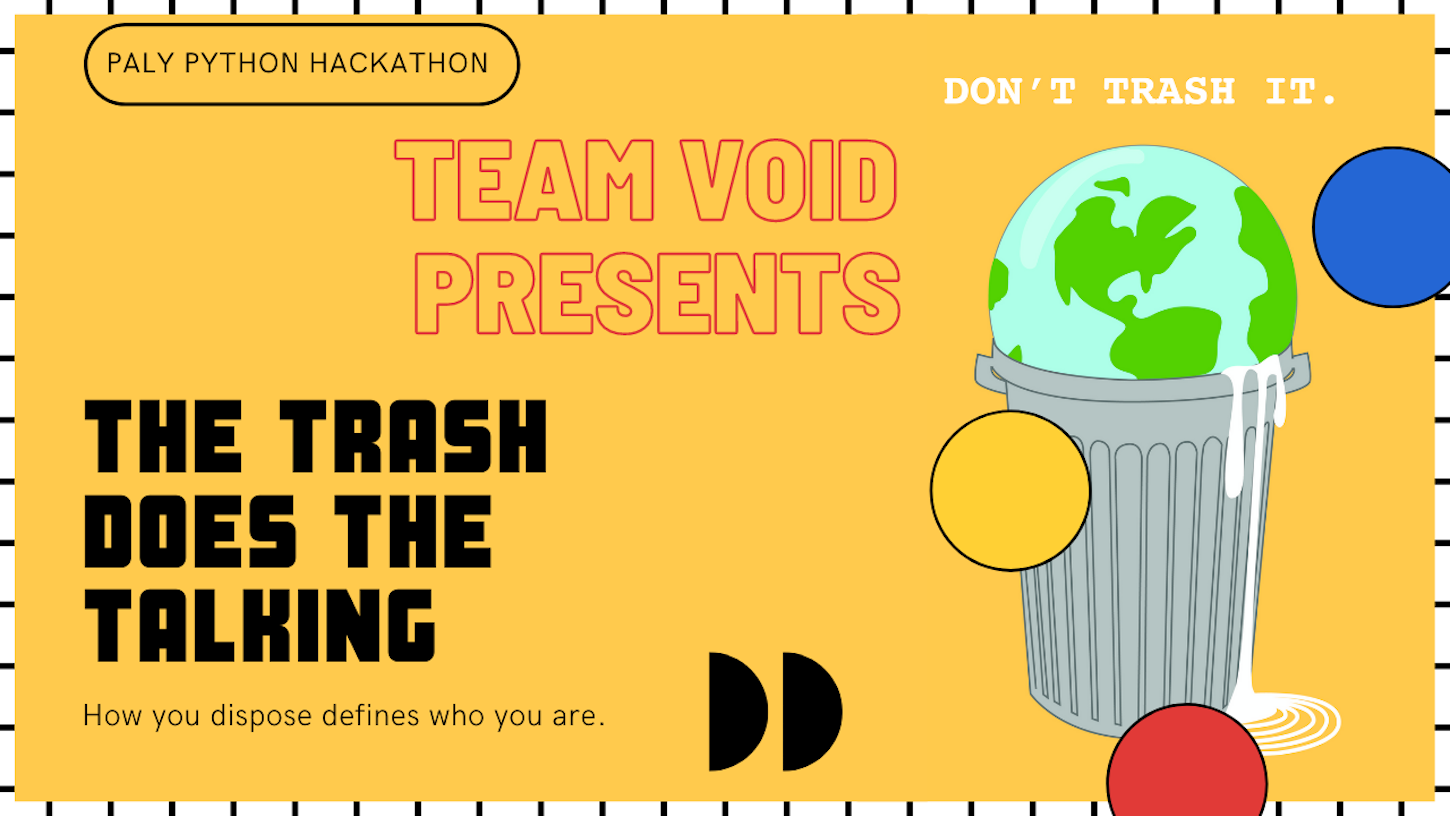 PALY PYTHON HACKATHON
DON'T TRASH IT.
TEAM VOID
PRESENTS
THE TRASH
DOES THE
TALKING
How you dispose defines who you are.